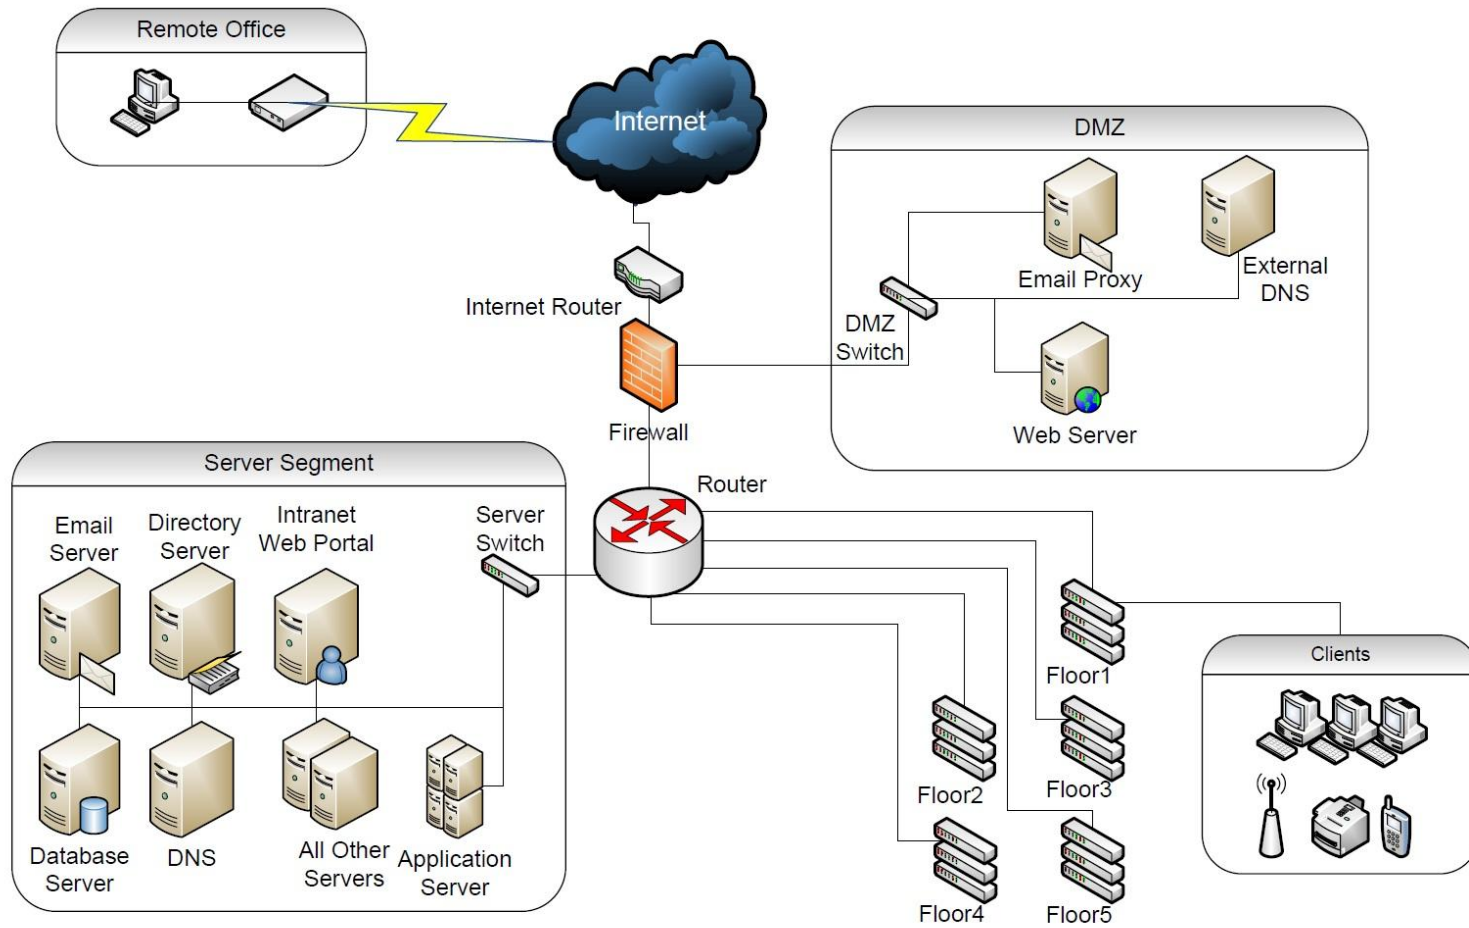 Remote Office
Internet
DMZ
Email Proxy
External
DNS
Internet Router
DMZ
Switch
Web Server
Firewall
Server Segment
Router
Email
Server
Directory
Server
Intranet
Web Portal
Server
Switch
Database
Server
DNS
All Other
Servers
Application
Server
Floor1
Clients
Floor2
Floor3
Floor4
Floor5